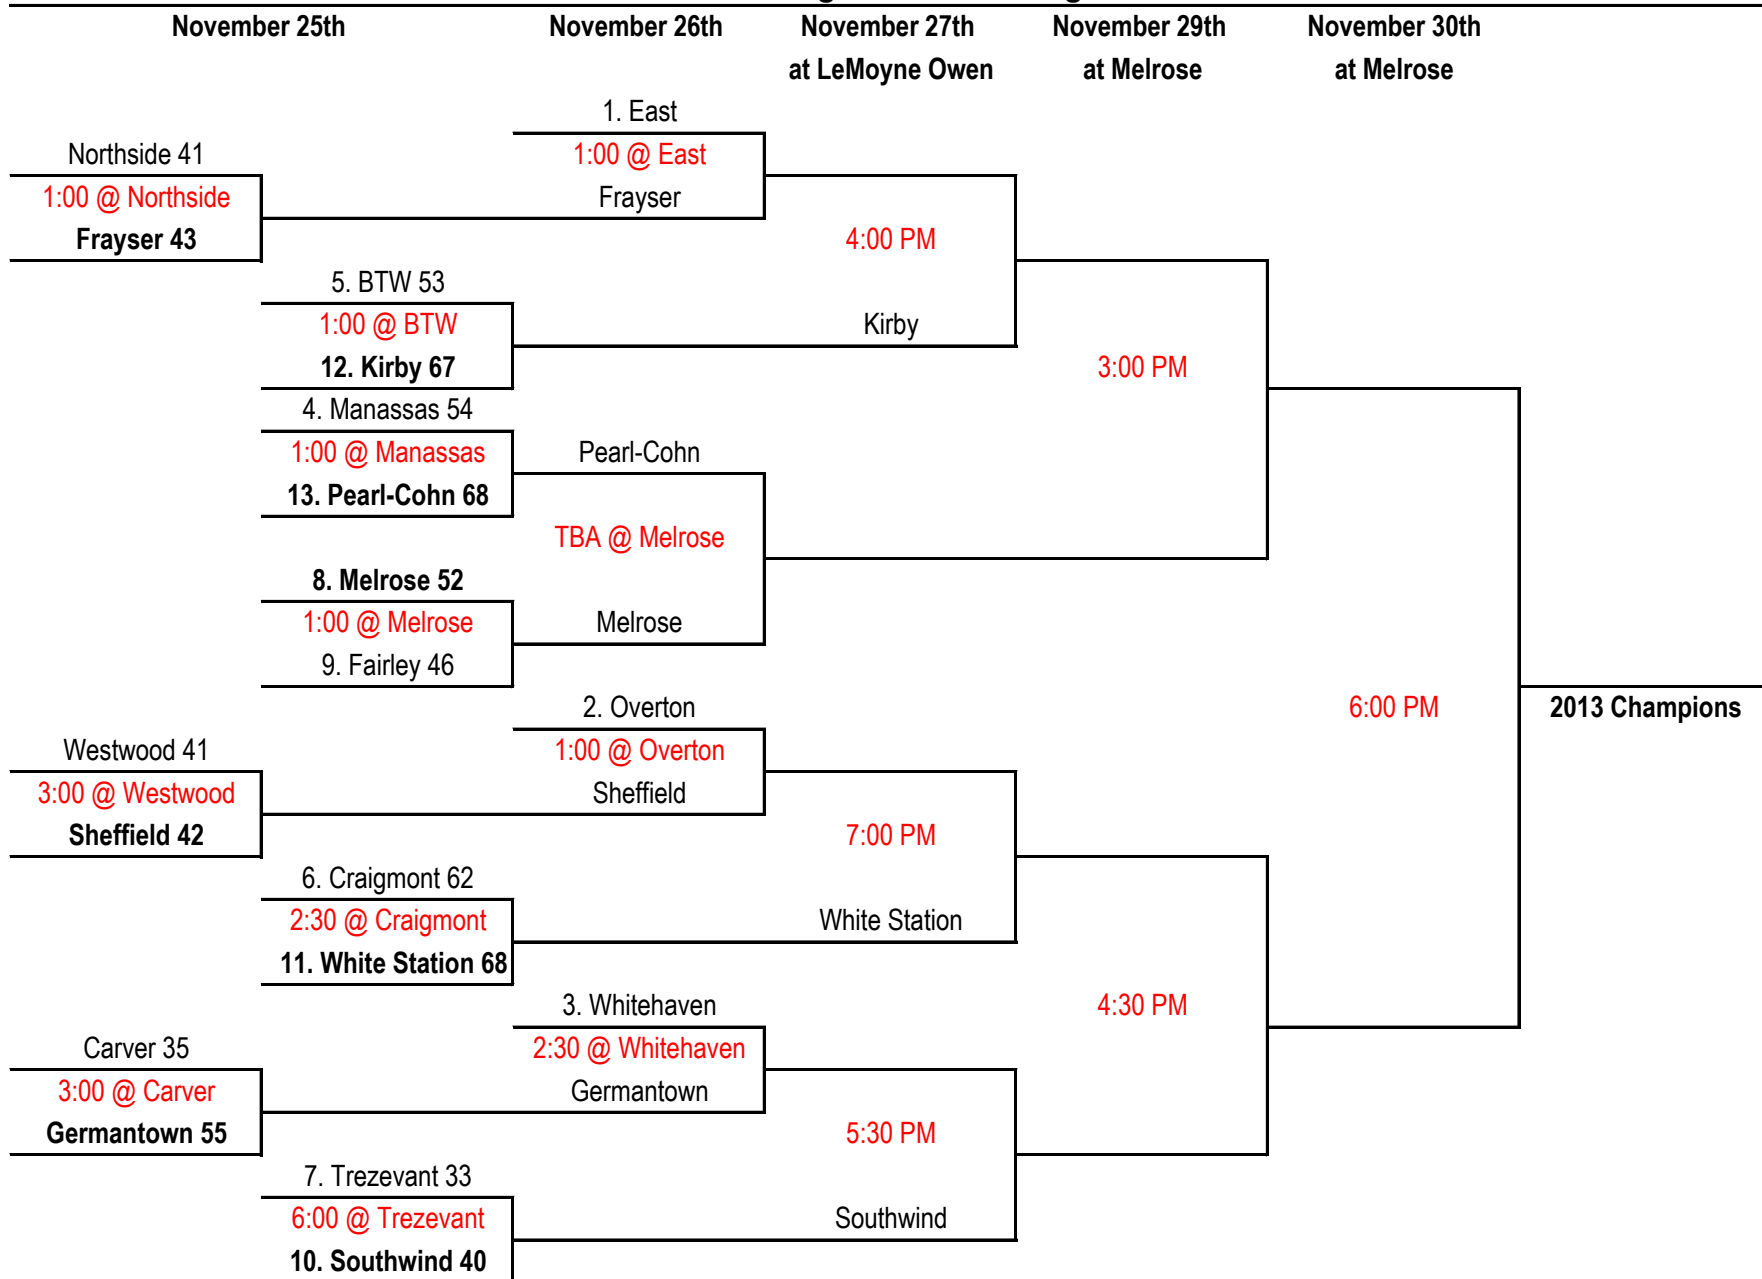 November 25th November 26th November 27th November 29th November 30th
at LeMoyne Owen at Melrose at Melrose
1. East
Northside 41 1:00 @ East
1:00 @ Northside Frayser
Frayser 43 4:00 PM
5. BTW 53
1:00 @ BTW Kirby
12. Kirby 67 3:00 PM
4. Manassas 54
1:00 @ Manassas Pearl-Cohn
13. Pearl-Cohn 68
TBA @ Melrose
8. Melrose 52
1:00 @ Melrose Melrose
9. Fairley 46
2. Overton 6:00 PM 2013 Champions
Westwood 41 1:00 @ Overton
3:00 @ Westwood Sheffield
Sheffield 42 7:00 PM
6. Craigmont 62
2:30 @ Craigmont White Station
11. White Station 68
3. Whitehaven 4:30 PM
Carver 35 2:30 @ Whitehaven
3:00 @ Carver Germantown
Germantown 55 5:30 PM
7. Trezevant 33
6:00 @ Trezevant Southwind
10. Southwind 40